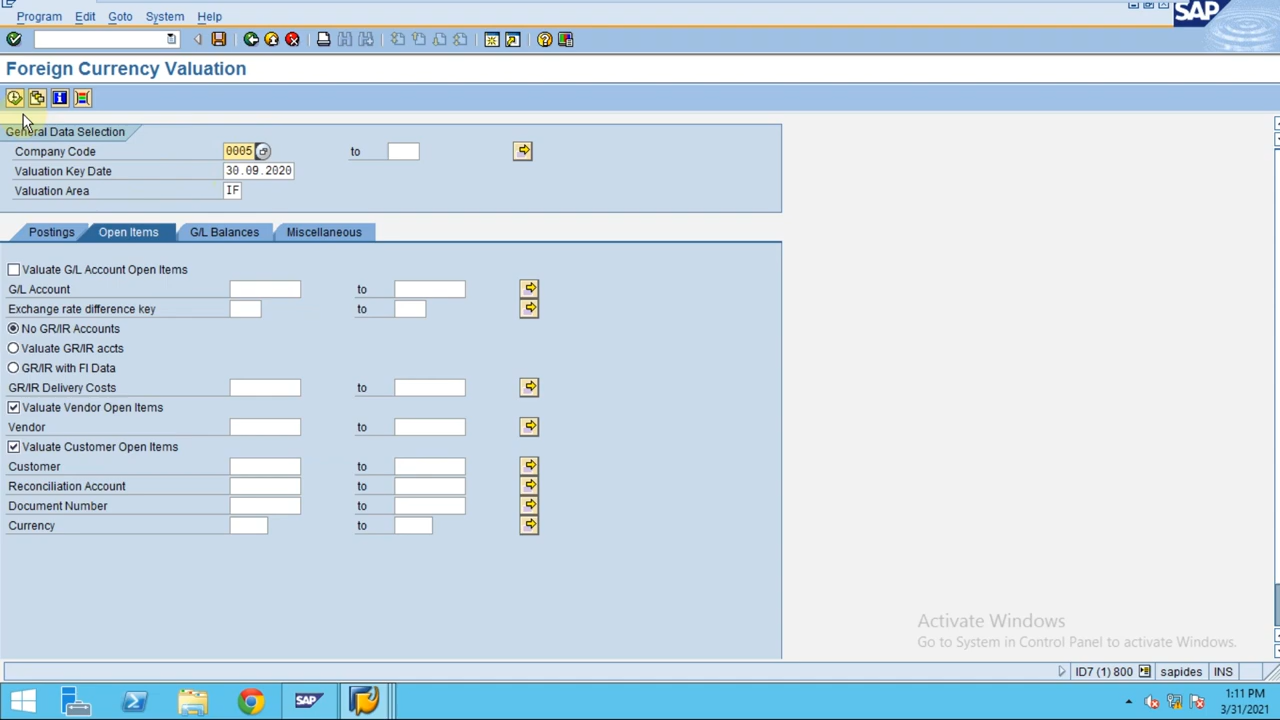 Program Edit Goto System Help
SAP
Foreign Currency Valuation
General Data Selection
Company Code 0005 to
Valuation Key Date 30.09.2020
Valuation Area IF
Postings Open Items G/L Balances Miscellaneous
Valuate G/L Account Open Items
G/L Account to
Exchange rate difference key to
No GR/IR Accounts
Valuate GR/IR accts
GR/IR with FI Data
GR/IR Delivery Costs to
Valuate Vendor Open Items
Vendor to
Valuate Customer Open Items
Customer to
Reconciliation Account to
Document Number to
Currency to
Activate Windows
Go to System in Control Panel to activate Windows.
ID7 (1) 800 sapides INS
SAP
1:11 PM
3/31/2021